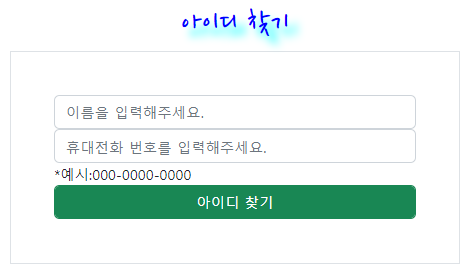 아이디 찾기
이름을 입력해주세요.
휴대전화 번호를 입력해주세요.
*예시:000-0000-0000
아이디 찾기